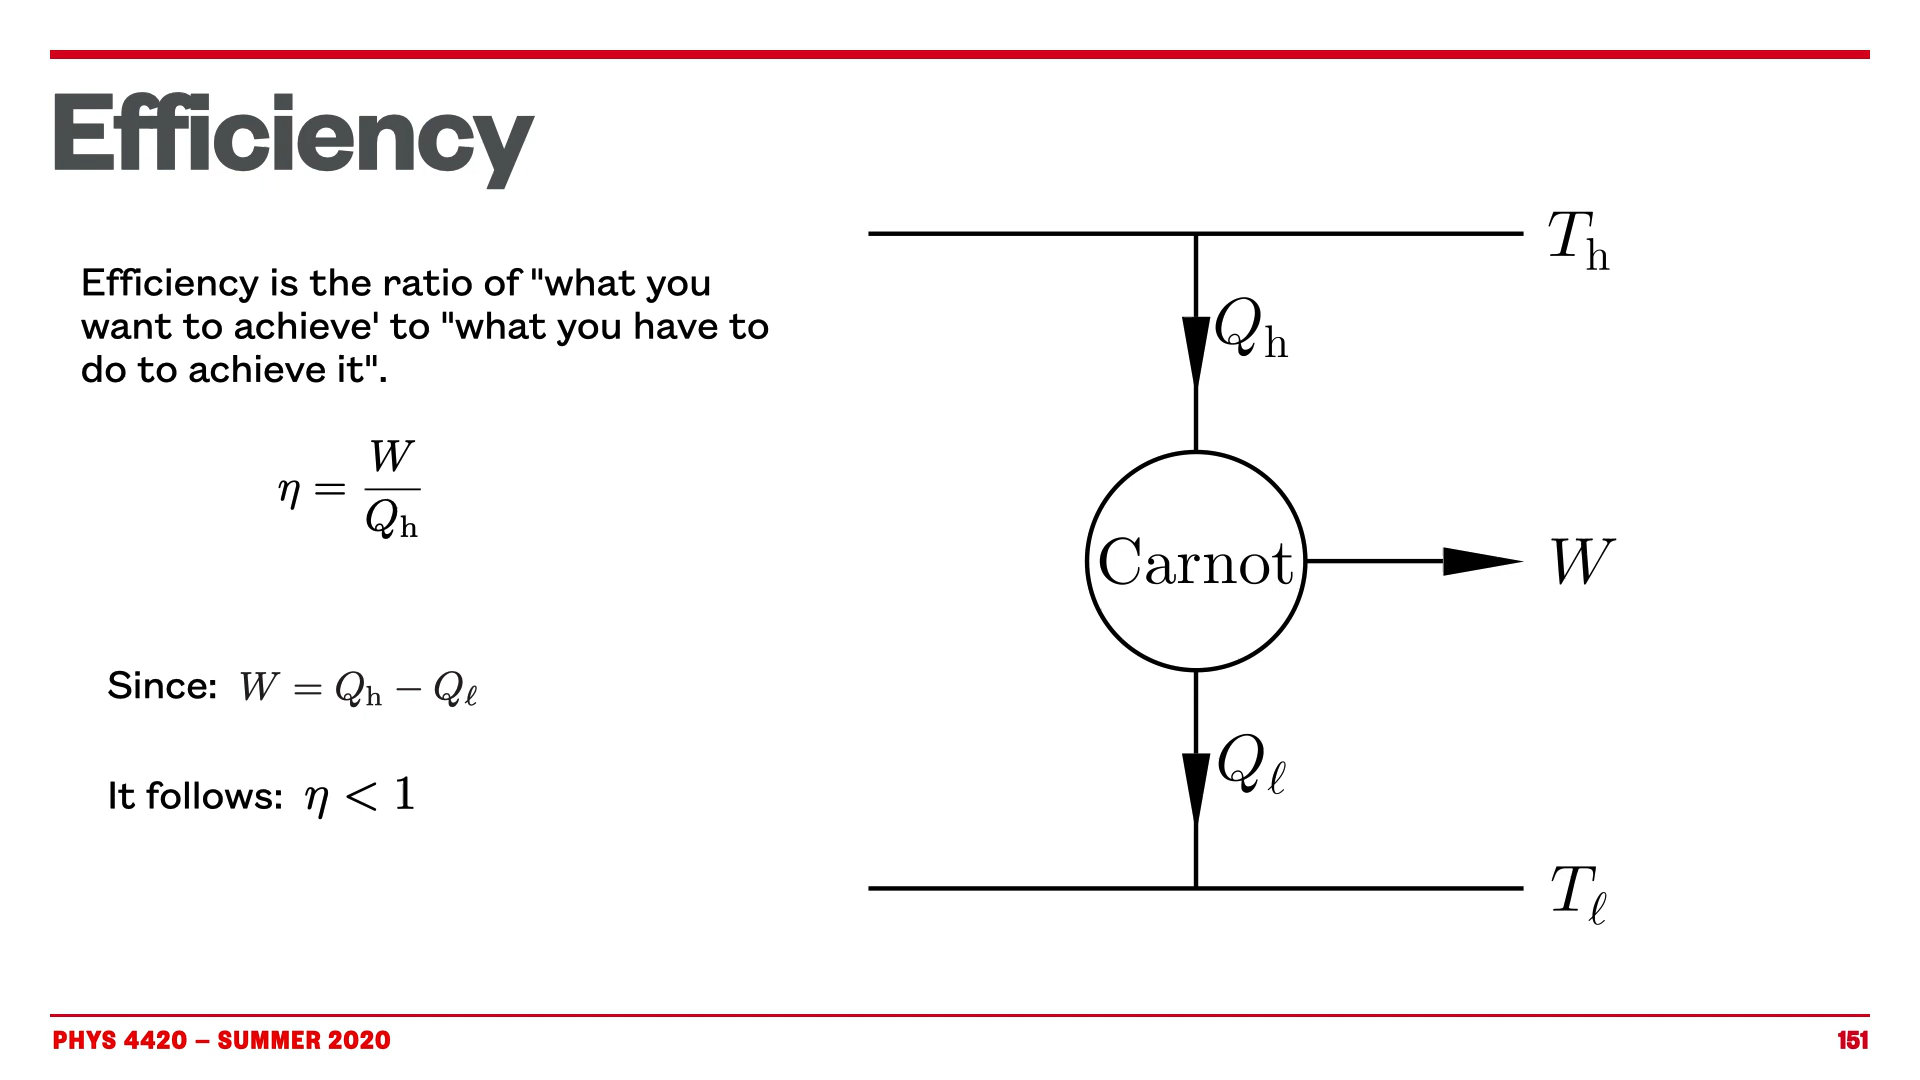 Efficiency
Efficiency is the ratio of "what you
want to achieve' to "what you have to
do to achieve it".
η = W / Q_h
Since: W = Q_h − Q_ℓ
It follows: η < 1
T_h
Q_h
Carnot
W
Q_ℓ
T_ℓ
PHYS 4420 – SUMMER 2020
151